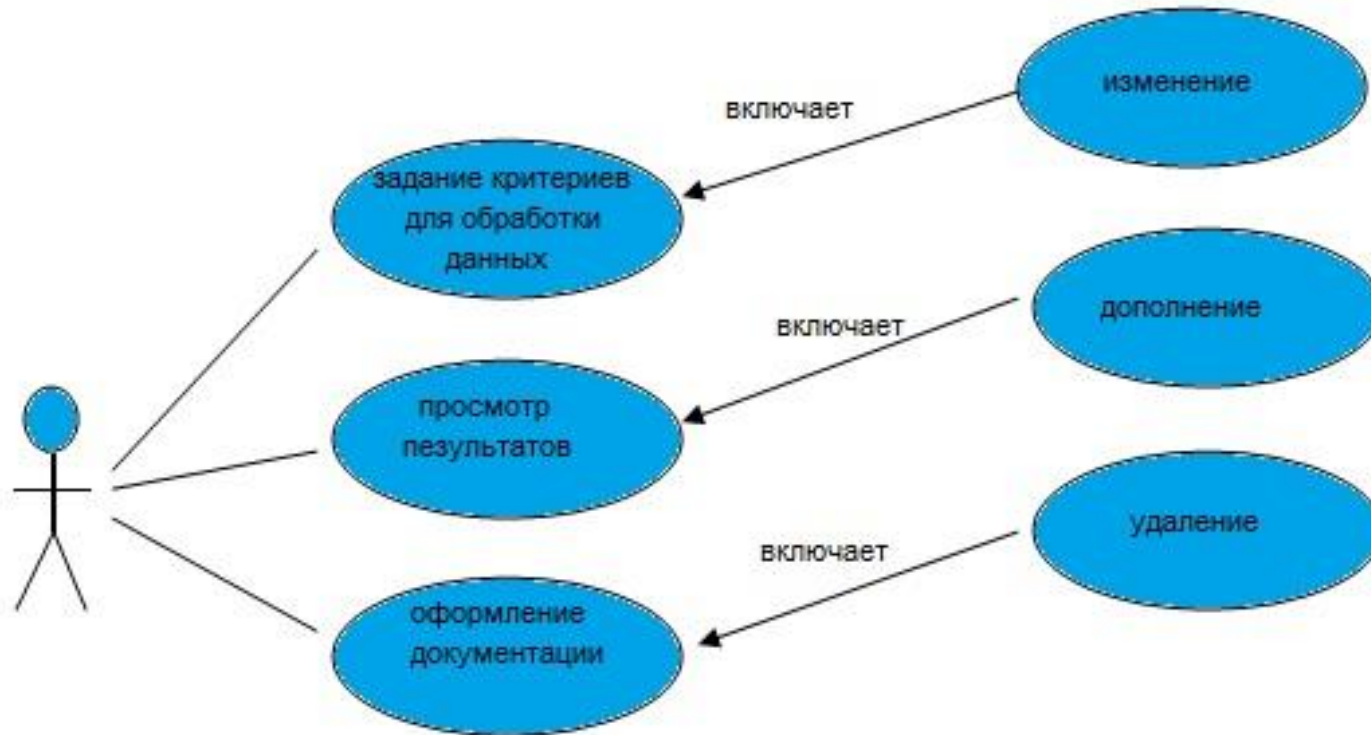 изменение
включает
задание критериев
для обработки
данных
дополнение
включает
просмотр
пезультатов
удаление
включает
оформление
документации